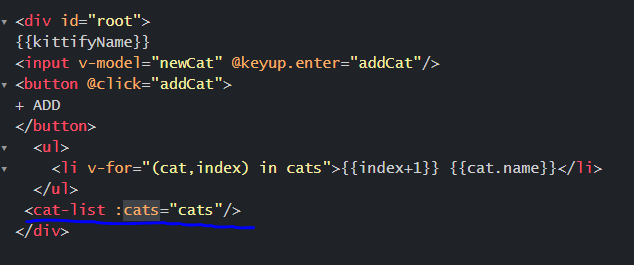 <div id="root">
{{kittifyName}}
<input v-model="newCat" @keyup.enter="addCat"/>
<button @click="addCat">
+ ADD
</button>
<ul>
<li v-for="(cat,index) in cats">{{index+1}} {{cat.name}}</li>
</ul>
<cat-list :cats="cats"/>
</div>